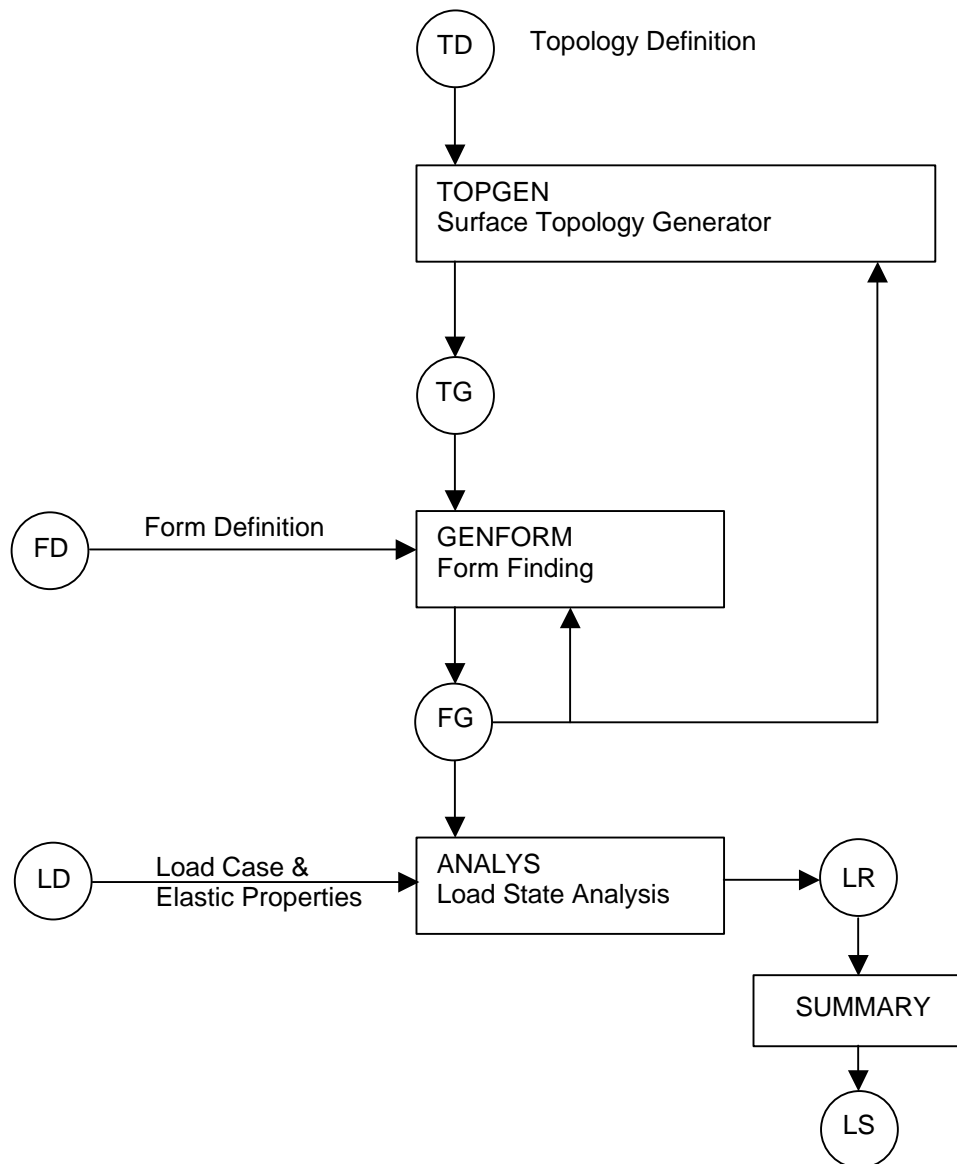 TD
Topology Definition
TOPGEN
Surface Topology Generator
TG
Form Definition
FD
GENFORM
Form Finding
FG
LD
Load Case &
Elastic Properties
ANALYS
Load State Analysis
LR
SUMMARY
LS